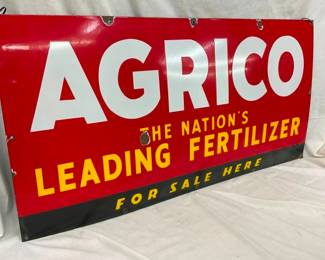 AGRICO
THE NATION'S
LEADING FERTILIZER
FOR SALE HERE